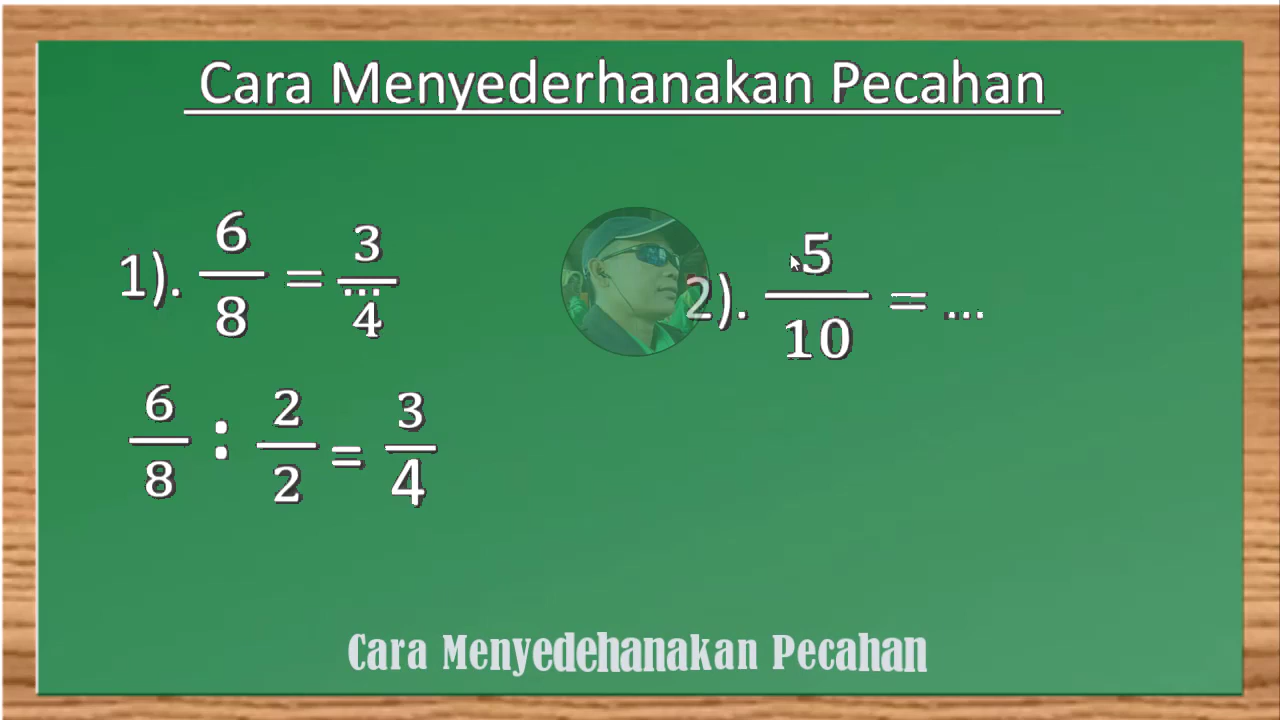 Cara Menyederhanakan Pecahan
1). 6/8 = 3/4 ...
2). 5/10 = ...
6/8 : 2/2 = 3/4
Cara Menyedehanakan Pecahan